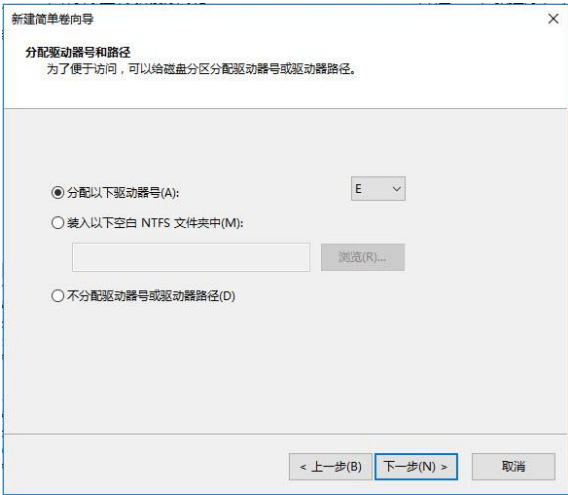 新建简单卷向导
分配驱动器号和路径
为了便于访问，可以给磁盘分区分配驱动器号或驱动器路径。
分配以下驱动器号(A):
E
装入以下空白 NTFS 文件夹中(M):
浏览(R)...
不分配驱动器号或驱动器路径(D)
< 上一步(B)
下一步(N) >
取消